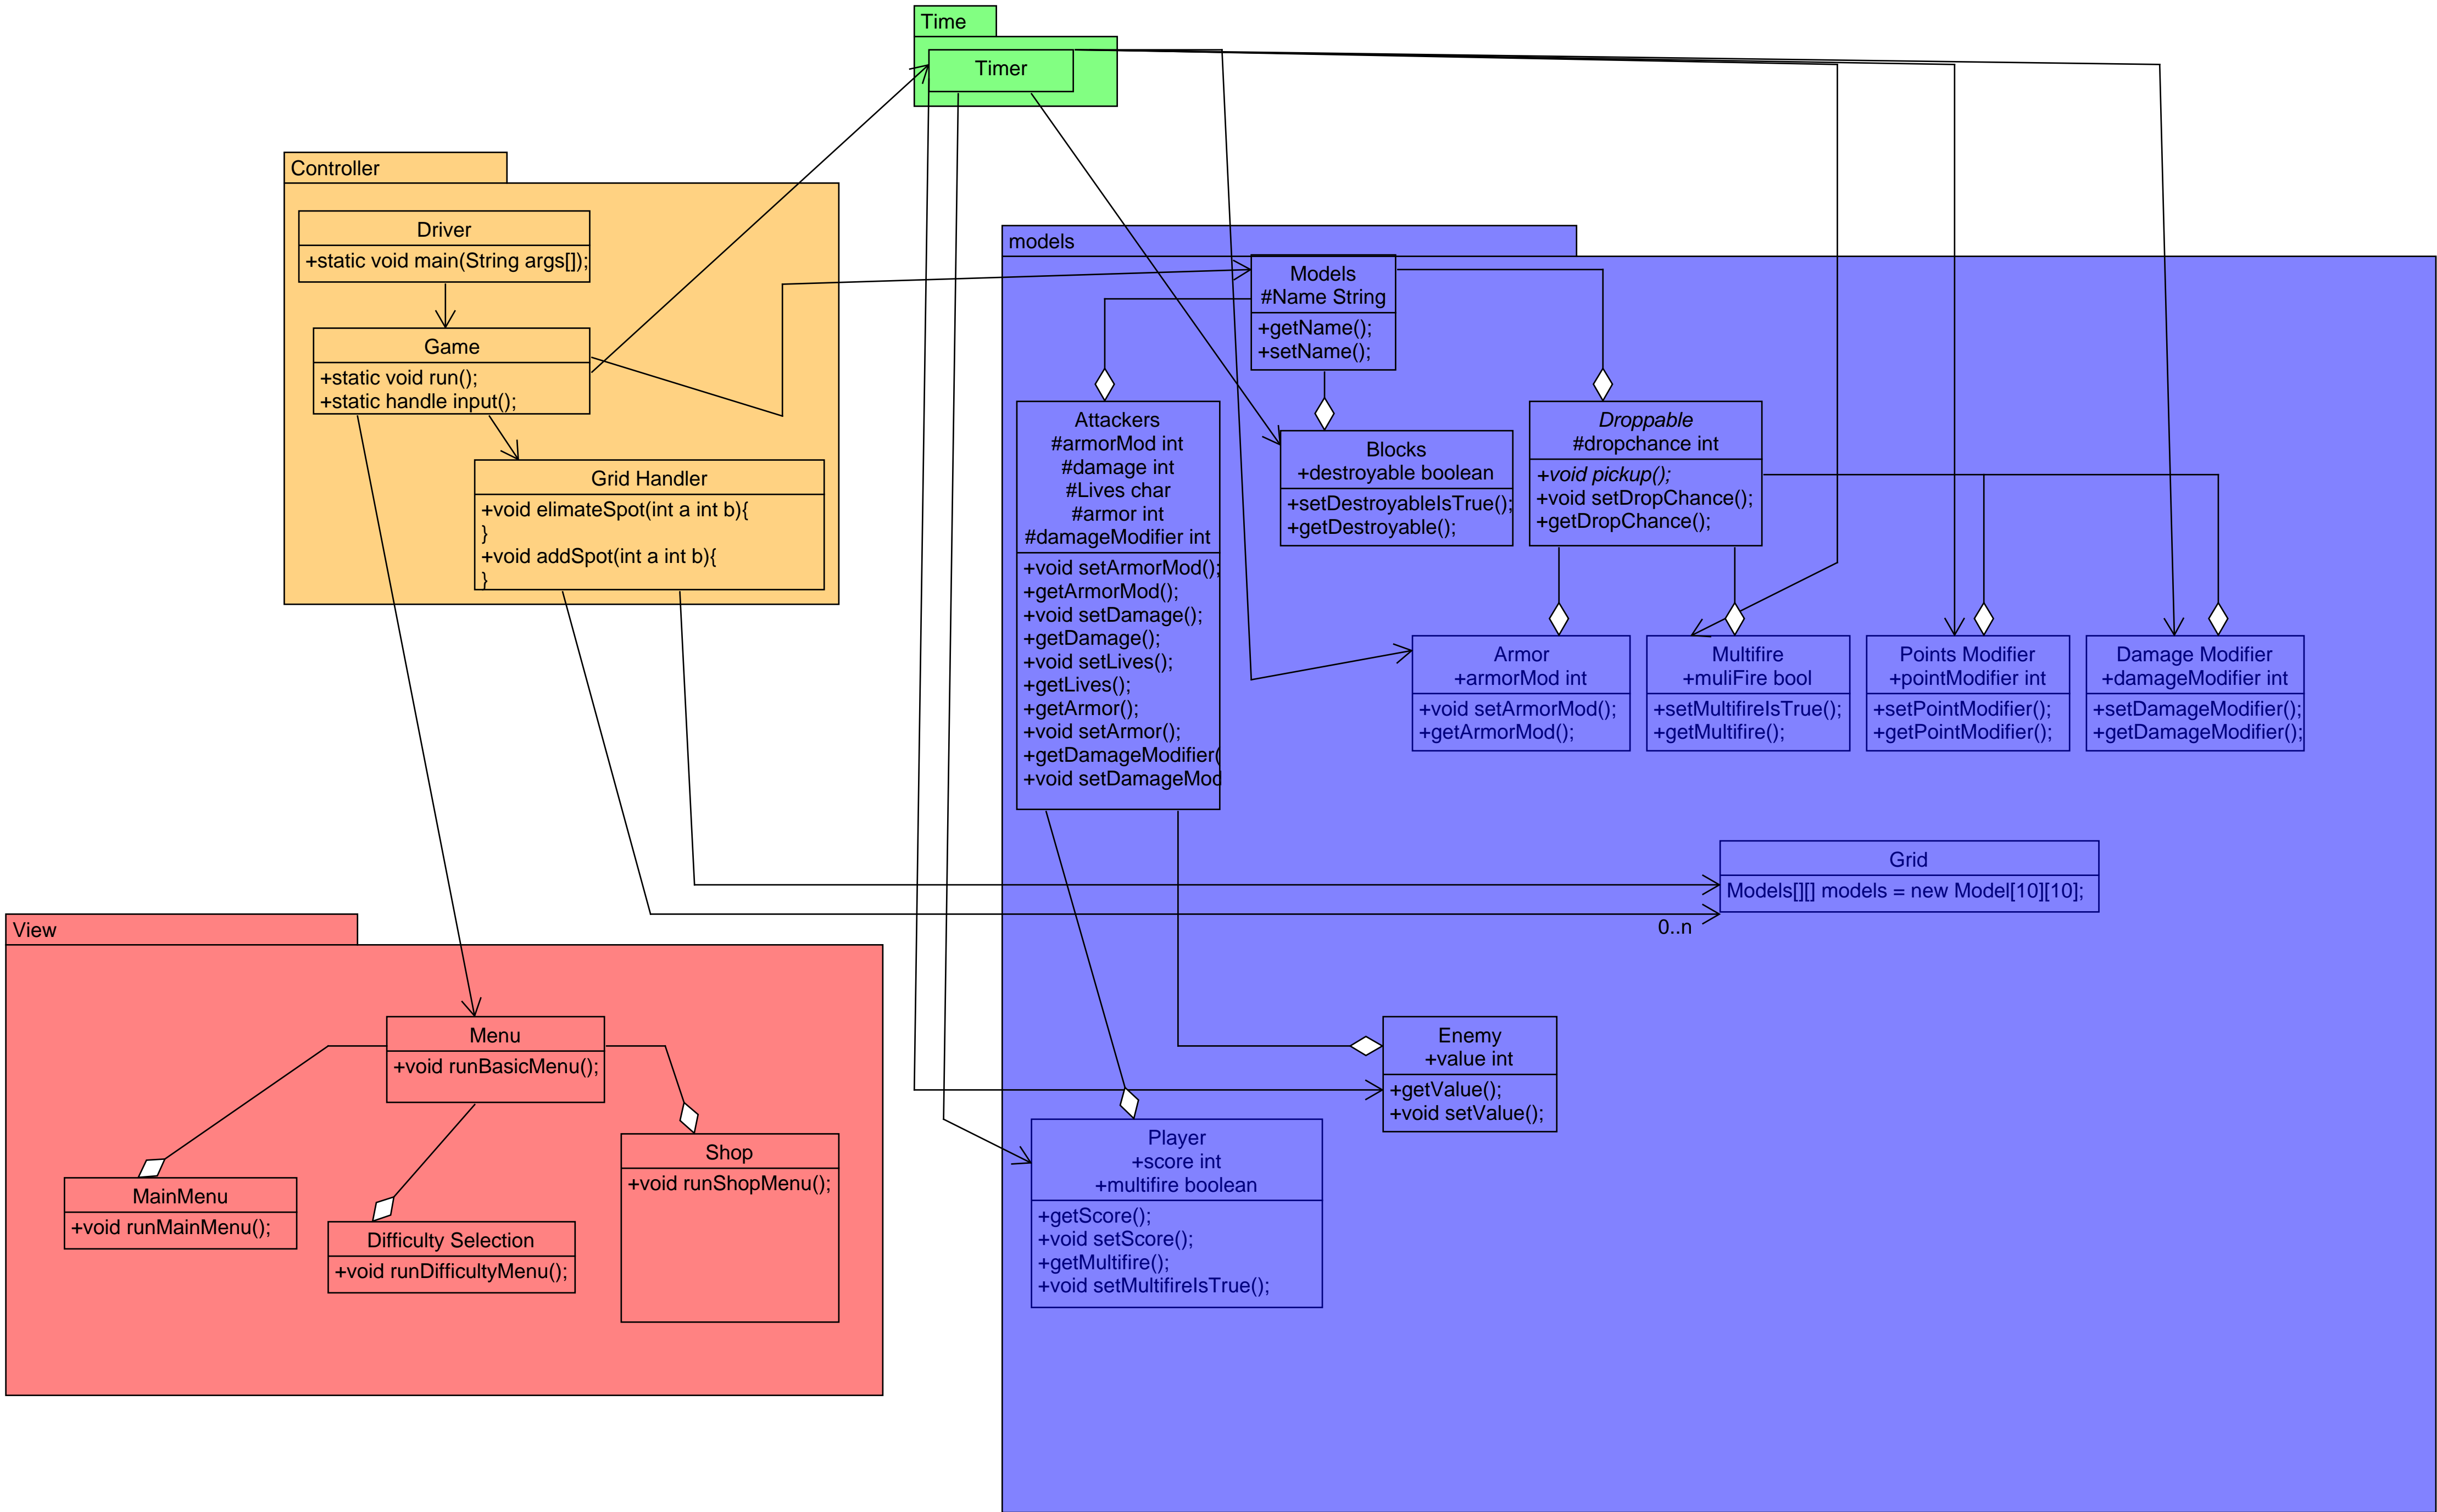 Time
Timer
Controller
Driver
+static void main(String args[]);
Game
+static void run();
+static handle input();
Grid Handler
+void elimateSpot(int a int b){
}
+void addSpot(int a int b){
}
models
Models
#Name String
+getName();
+setName();
Attackers
#armorMod int
#damage int
#Lives char
#armor int
#damageModifier int
+void setArmorMod();
+getArmorMod();
+void setDamage();
+getDamage();
+void setLives();
+getLives();
+getArmor();
+void setArmor();
+getDamageModifier(
+void setDamageMod
Blocks
+destroyable boolean
+setDestroyableIsTrue();
+getDestroyable();
Droppable
#dropchance int
+void pickup();
+void setDropChance();
+getDropChance();
Armor
+armorMod int
+void setArmorMod();
+getArmorMod();
Multifire
+muliFire bool
+setMultifireIsTrue();
+getMultifire();
Points Modifier
+pointModifier int
+setPointModifier();
+getPointModifier();
Damage Modifier
+damageModifier int
+setDamageModifier();
+getDamageModifier();
Grid
Models[][] models = new Model[10][10];
0..n
View
Menu
+void runBasicMenu();
MainMenu
+void runMainMenu();
Difficulty Selection
+void runDifficultyMenu();
Shop
+void runShopMenu();
Enemy
+value int
+getValue();
+void setValue();
Player
+score int
+multifire boolean
+getScore();
+void setScore();
+getMultifire();
+void setMultifireIsTrue();